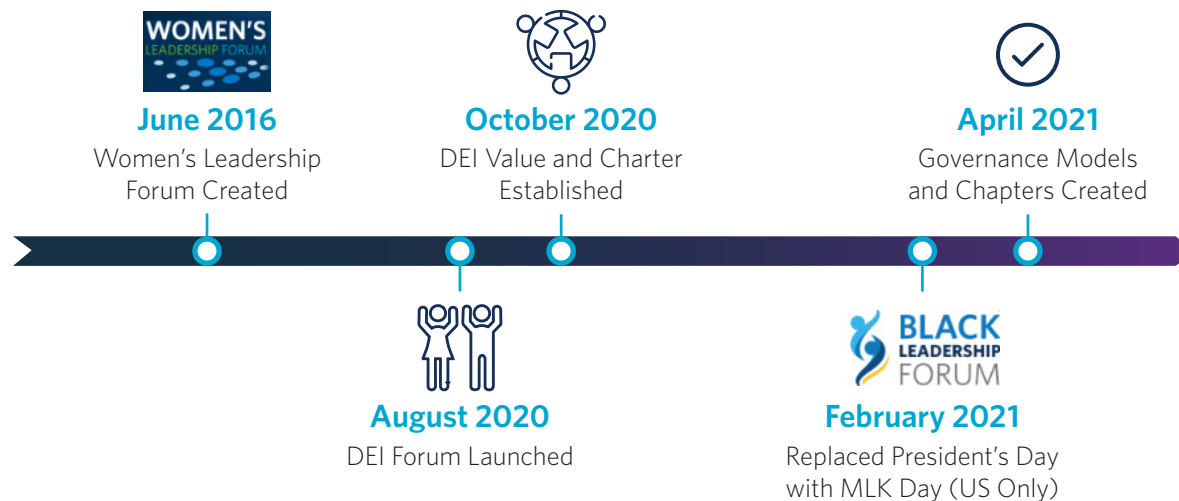 WOMEN'S
LEADERSHIP FORUM
June 2016
Women's Leadership
Forum Created
October 2020
DEI Value and Charter
Established
April 2021
Governance Models
and Chapters Created
August 2020
DEI Forum Launched
BLACK
LEADERSHIP
FORUM
February 2021
Replaced President's Day
with MLK Day (US Only)